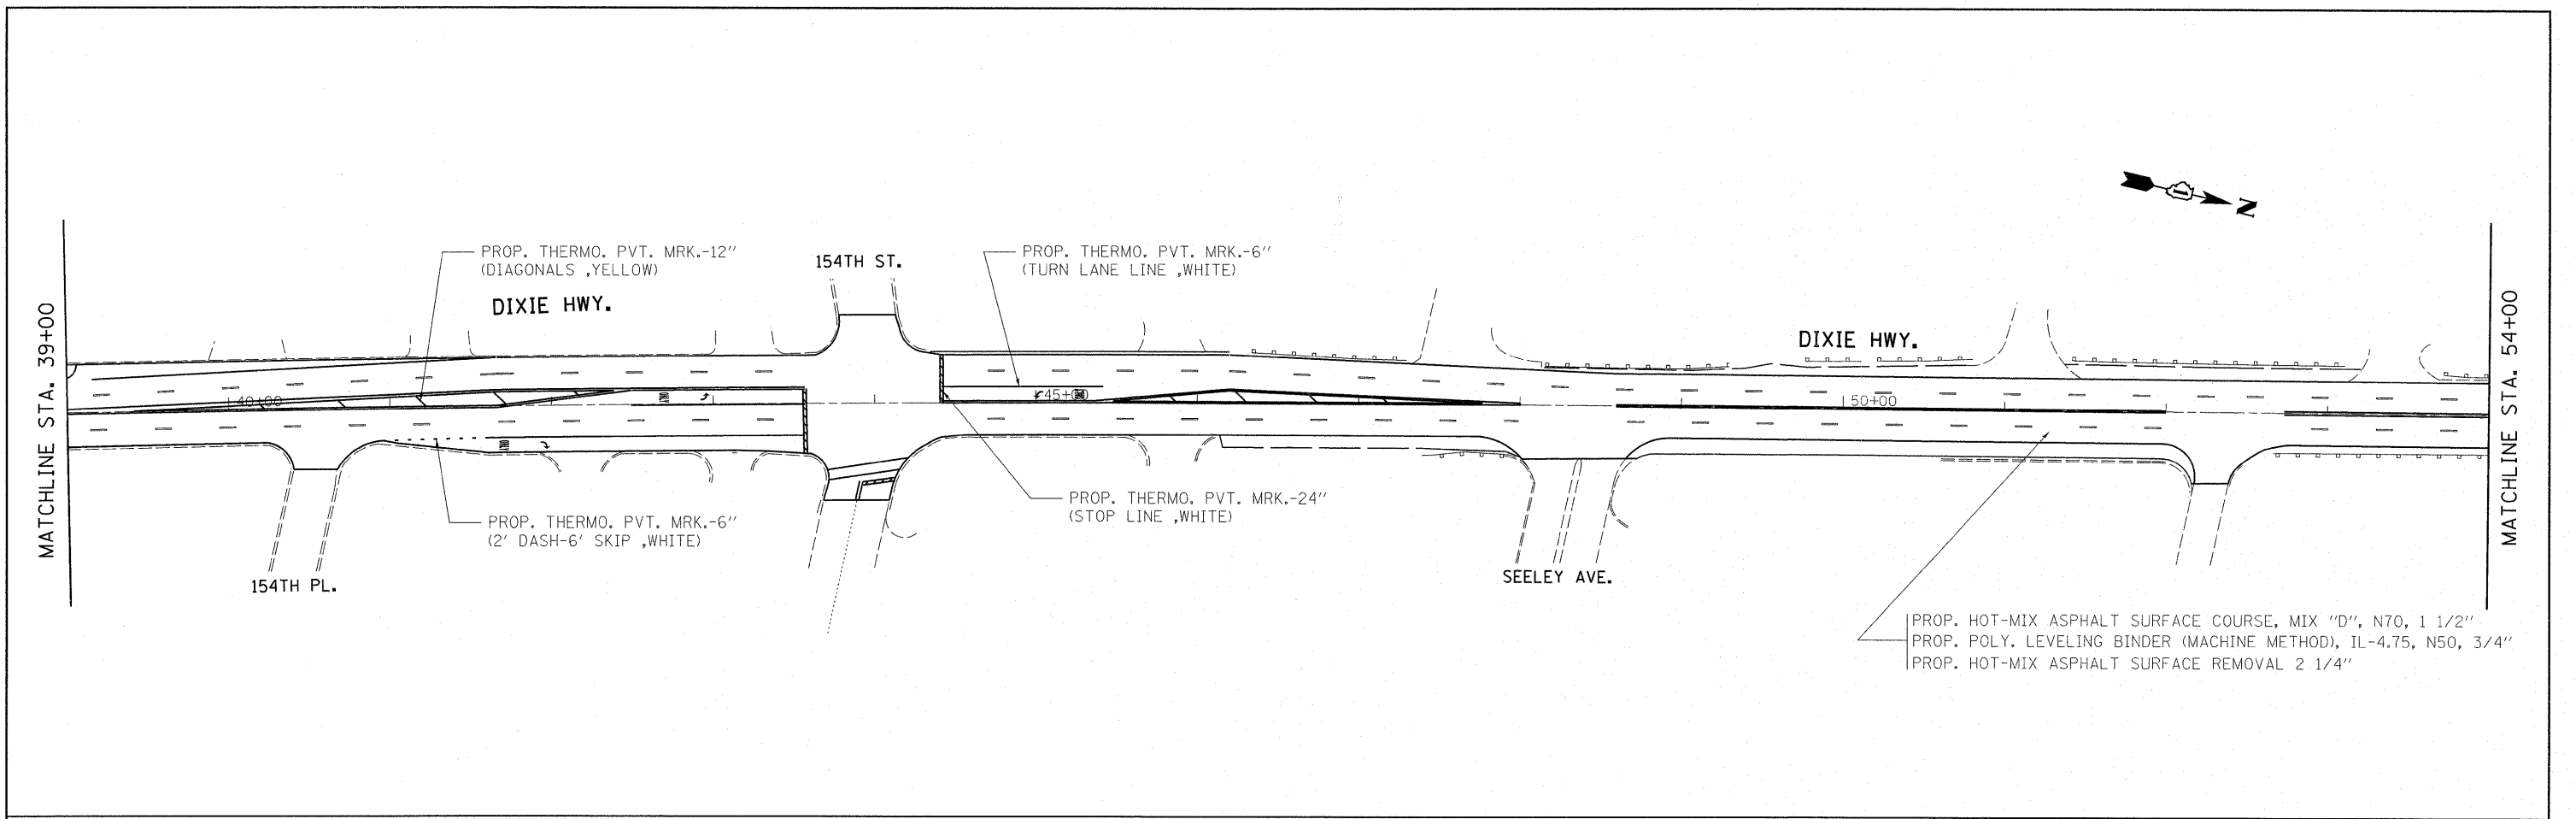 N
PROP. THERMO. PVT. MRK.-12"
(DIAGONALS ,YELLOW)
154TH ST.
PROP. THERMO. PVT. MRK.-6"
(TURN LANE LINE ,WHITE)
DIXIE HWY.
DIXIE HWY.
MATCHLINE STA. 39+00
MATCHLINE STA. 54+00
40+00
45+00
50+00
PROP. THERMO. PVT. MRK.-24"
(STOP LINE ,WHITE)
PROP. THERMO. PVT. MRK.-6"
(2' DASH-6' SKIP ,WHITE)
154TH PL.
SEELEY AVE.
PROP. HOT-MIX ASPHALT SURFACE COURSE, MIX "D", N70, 1 1/2"
PROP. POLY. LEVELING BINDER (MACHINE METHOD), IL-4.75, N50, 3/4"
PROP. HOT-MIX ASPHALT SURFACE REMOVAL 2 1/4"